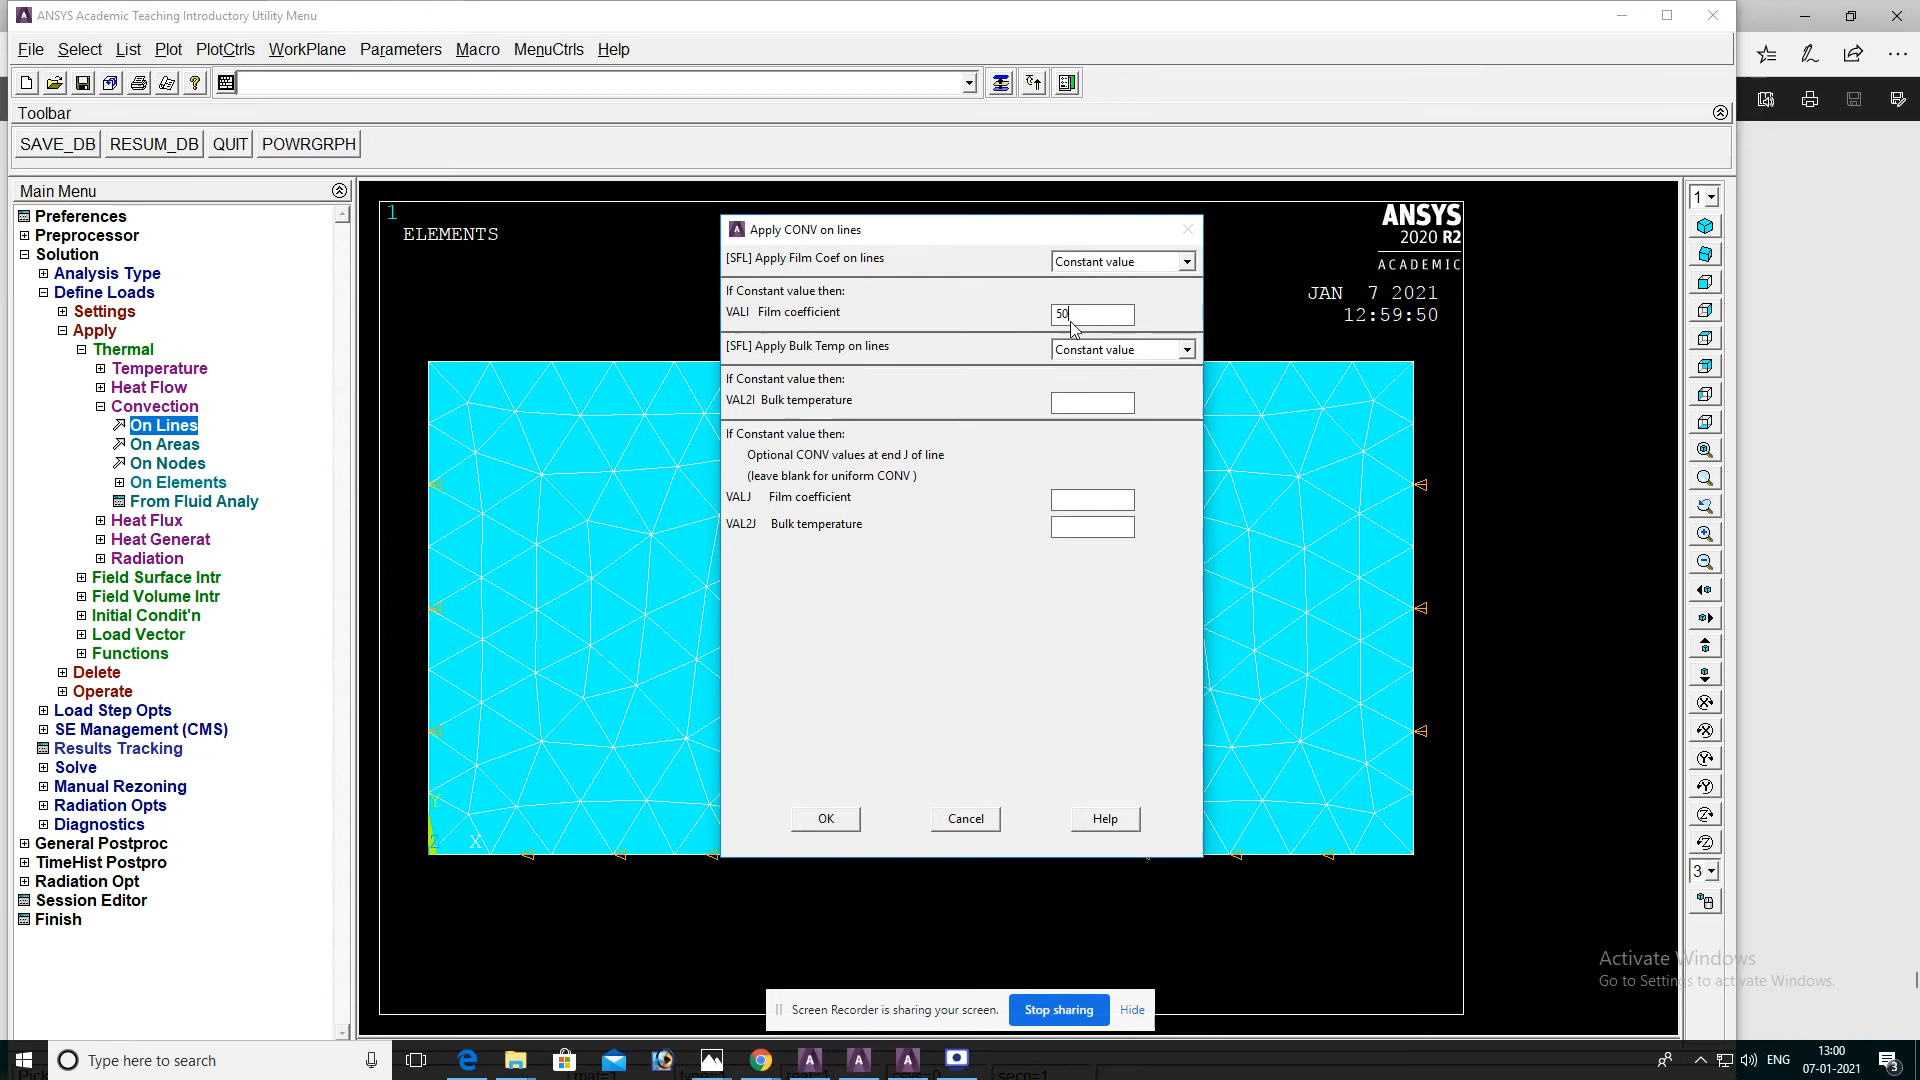 ANSYS Academic Teaching Introductory Utility Menu
File Select List Plot PlotCtrls WorkPlane Parameters Macro MenuCtrls Help
Toolbar
SAVE_DB RESUM_DB QUIT POWRGRPH
Main Menu
Preferences
Preprocessor
Solution
Analysis Type
Define Loads
Settings
Apply
Thermal
Temperature
Heat Flow
Convection
On Lines
On Areas
On Nodes
On Elements
From Fluid Analy
Heat Flux
Heat Generat
Radiation
Field Surface Intr
Field Volume Intr
Initial Condit'n
Load Vector
Functions
Delete
Operate
Load Step Opts
SE Management (CMS)
Results Tracking
Solve
Manual Rezoning
Radiation Opts
Diagnostics
General Postproc
TimeHist Postpro
Radiation Opt
Session Editor
Finish
1
ELEMENTS
ANSYS
2020 R2
ACADEMIC
JAN 7 2021
12:59:50
Y
Z X
Apply CONV on lines
[SFL] Apply Film Coef on lines Constant value
If Constant value then:
VALI Film coefficient 50
[SFL] Apply Bulk Temp on lines Constant value
If Constant value then:
VAL2I Bulk temperature
If Constant value then:
Optional CONV values at end J of line
(leave blank for uniform CONV )
VALJ Film coefficient
VAL2J Bulk temperature
OK Cancel Help
1
3
Activate Windows
Go to Settings to activate Windows.
Screen Recorder is sharing your screen. Stop sharing Hide
Type here to search
ENG
13:00
07-01-2021
3